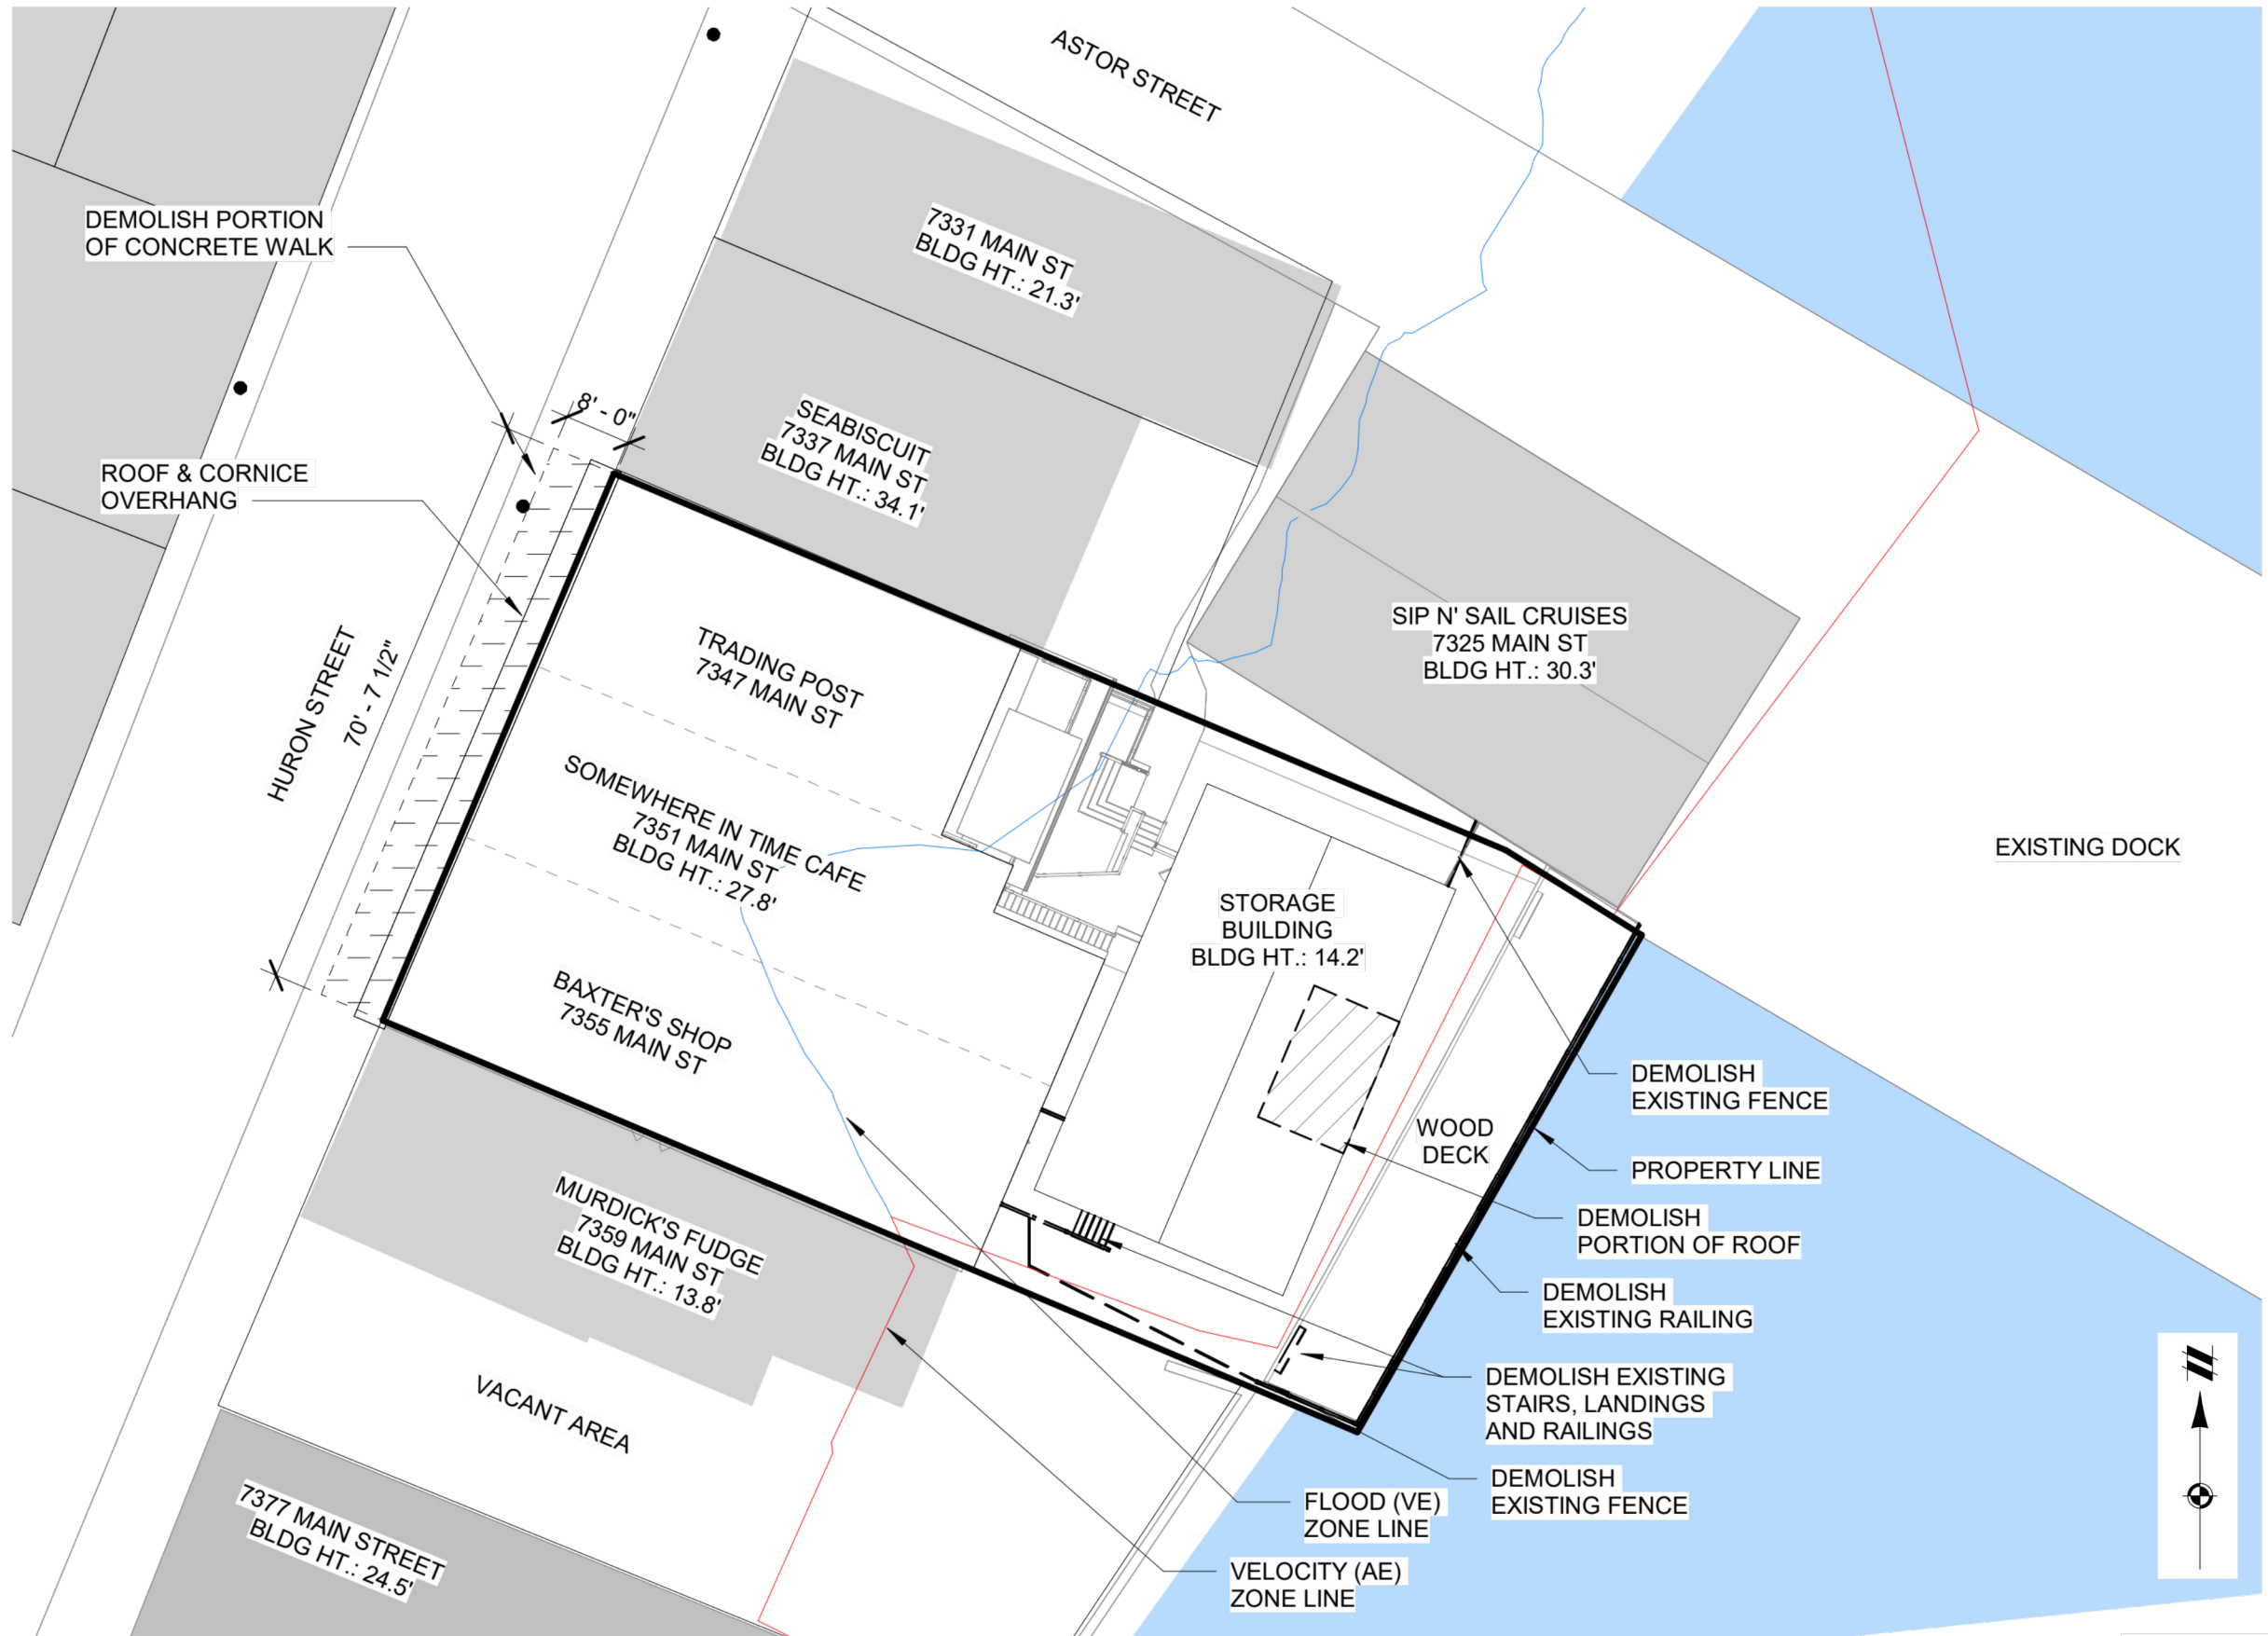 ASTOR STREET
DEMOLISH PORTION
OF CONCRETE WALK
7331 MAIN ST
BLDG HT.: 21.3'
8' - 0"
SEABISCUIT
7337 MAIN ST
BLDG HT.: 34.1'
ROOF & CORNICE
OVERHANG
SIP N' SAIL CRUISES
7325 MAIN ST
BLDG HT.: 30.3'
HURON STREET
70' - 7 1/2"
TRADING POST
7347 MAIN ST
SOMEWHERE IN TIME CAFE
7351 MAIN ST
BLDG HT.: 27.8'
EXISTING DOCK
STORAGE
BUILDING
BLDG HT.: 14.2'
BAXTER'S SHOP
7355 MAIN ST
DEMOLISH
EXISTING FENCE
WOOD
DECK
PROPERTY LINE
MURDICK'S FUDGE
7359 MAIN ST
BLDG HT.: 13.8'
DEMOLISH
PORTION OF ROOF
DEMOLISH
EXISTING RAILING
VACANT AREA
DEMOLISH EXISTING
STAIRS, LANDINGS
AND RAILINGS
DEMOLISH
EXISTING FENCE
FLOOD (VE)
ZONE LINE
7377 MAIN STREET
BLDG HT.: 24.5'
VELOCITY (AE)
ZONE LINE
N